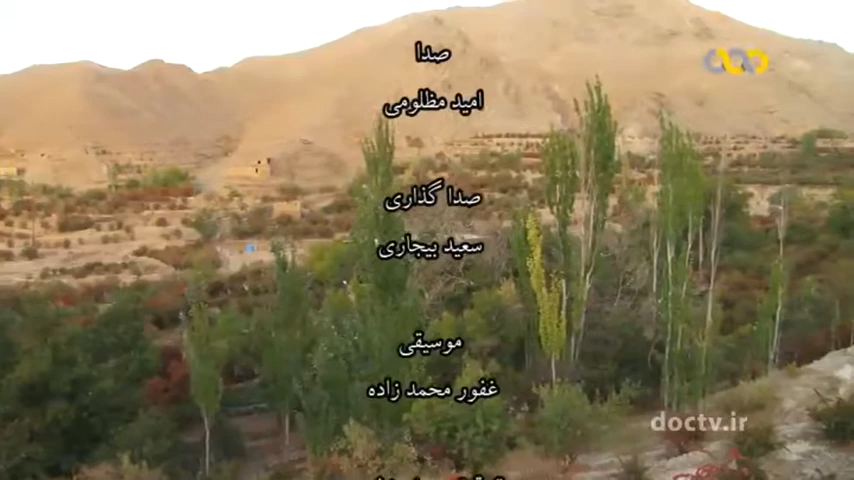 صدا
امید مظلومی
صدا گذاری
سعید بیجاری
موسیقی
غفور محمد زاده
doctv.ir